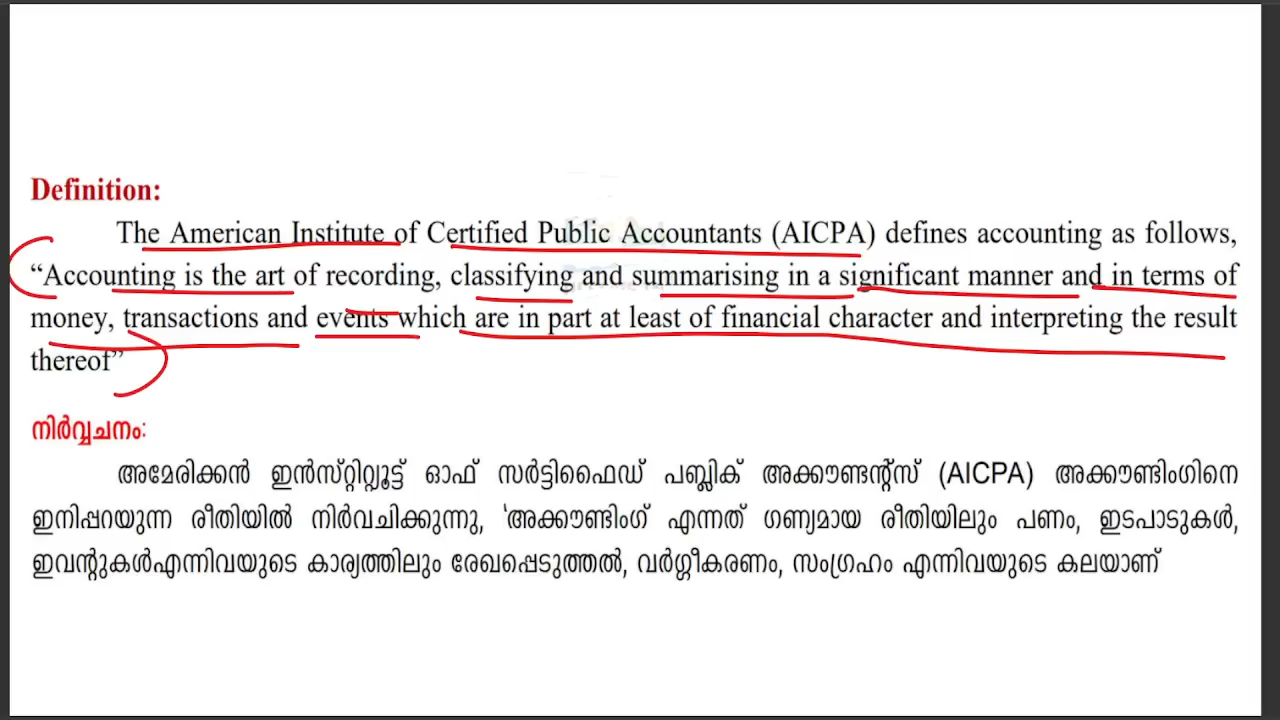 Definition:
The American Institute of Certified Public Accountants (AICPA) defines accounting as follows,
“Accounting is the art of recording, classifying and summarising in a significant manner and in terms of
money, transactions and events which are in part at least of financial character and interpreting the result
thereof”
നിർവ്വചനം:
അമേരിക്കൻ ഇൻസ്റ്റിറ്റ്യൂട്ട് ഓഫ് സർട്ടിഫൈഡ് പബ്ലിക് അക്കൗണ്ടന്റ്സ് (AICPA) അക്കൗണ്ടിംഗിനെ
ഇനിപ്പറയുന്ന രീതിയിൽ നിർവചിക്കുന്നു, 'അക്കൗണ്ടിംഗ് എന്നത് ഗണ്യമായ രീതിയിലും പണം, ഇടപാടുകൾ,
ഇവന്റുകൾഎന്നിവയുടെ കാര്യത്തിലും രേഖപ്പെടുത്തൽ, വർഗ്ഗീകരണം, സംഗ്രഹം എന്നിവയുടെ കലയാണ്'